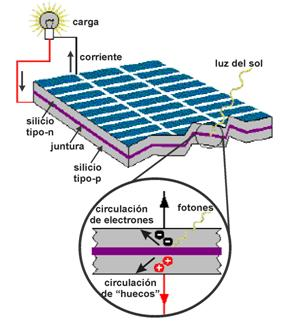 carga
corriente
luz del sol
silicio
tipo-n
juntura
silicio
tipo-p
circulación
de electrones
fotones
circulación
de "huecos"